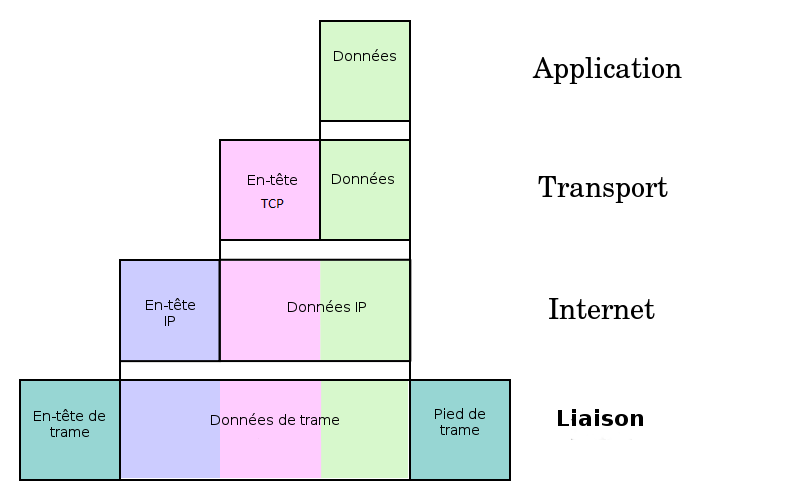 Données
Application
En-tête
TCP
Données
Transport
En-tête
IP
Données IP
Internet
En-tête de
trame
Données de trame
Pied de
trame
Liaison